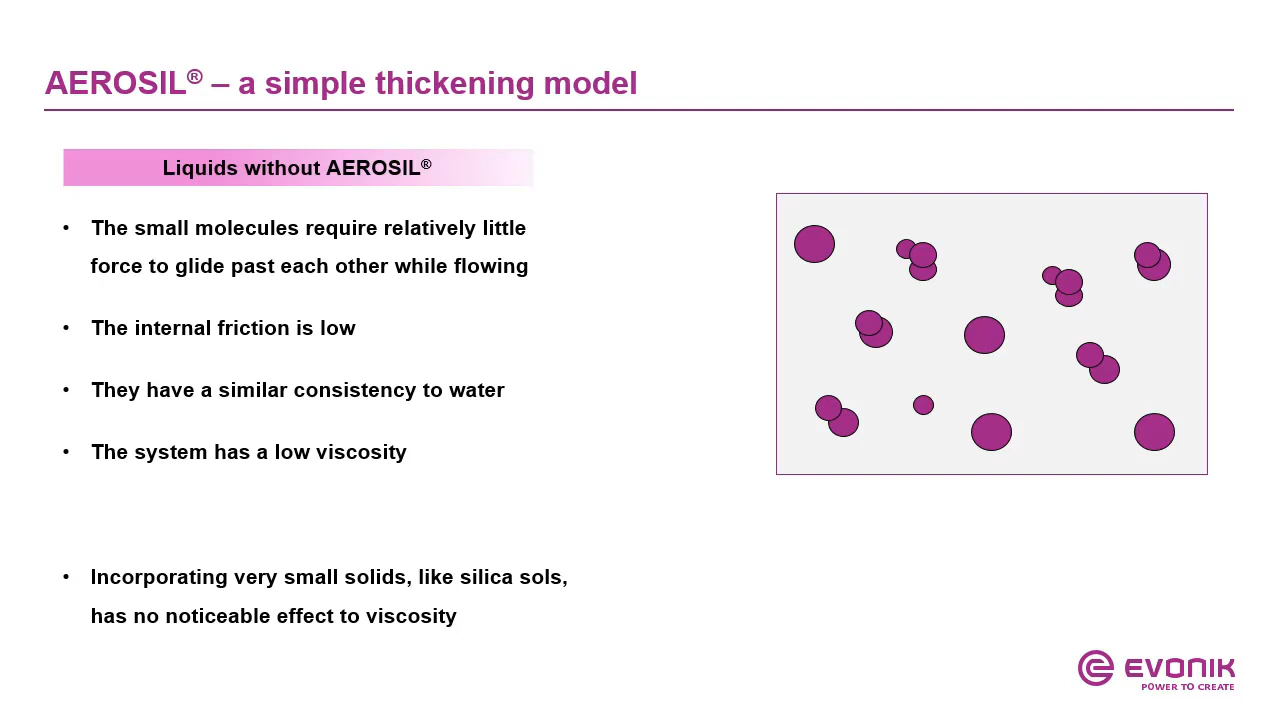 AEROSIL® – a simple thickening model
Liquids without AEROSIL®
• The small molecules require relatively little
force to glide past each other while flowing
• The internal friction is low
• They have a similar consistency to water
• The system has a low viscosity
• Incorporating very small solids, like silica sols,
has no noticeable effect to viscosity
EVONIK
POWER TO CREATE